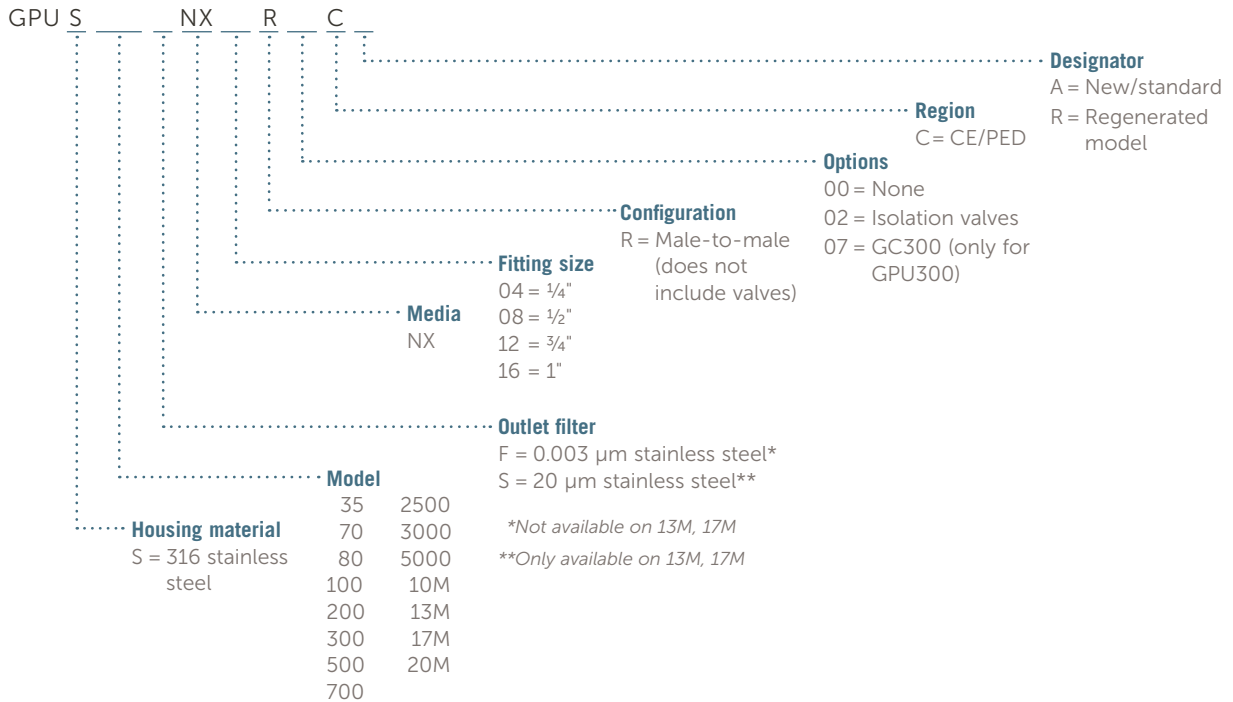 GPU S NX R C
Designator
A = New/standard
R = Regenerated
model
Region
C = CE/PED
Options
00 = None
02 = Isolation valves
07 = GC300 (only for
GPU300)
Configuration
R = Male-to-male
(does not
include valves)
Fitting size
04 = ¼"
08 = ½"
12 = ¾"
16 = 1"
Media
NX
Outlet filter
F = 0.003 µm stainless steel*
S = 20 µm stainless steel**
*Not available on 13M, 17M
**Only available on 13M, 17M
Model
35 2500
70 3000
80 5000
100 10M
200 13M
300 17M
500 20M
700
Housing material
S = 316 stainless
steel